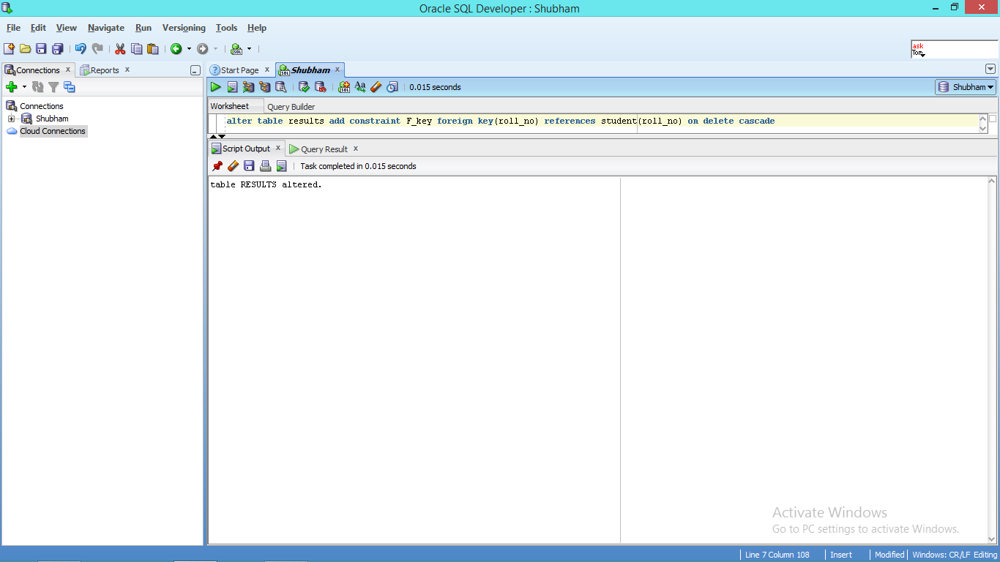 Oracle SQL Developer : Shubham
File Edit View Navigate Run Versioning Tools Help
ask
Tom
Connections x Reports x
Start Page x Shubham x
SQL
0.015 seconds
Shubham
Connections
Shubham
Cloud Connections
Worksheet Query Builder
alter table results add constraint F_key foreign key(roll_no) references student(roll_no) on delete cascade
Script Output x Query Result x
Task completed in 0.015 seconds
table RESULTS altered.
Activate Windows
Go to PC settings to activate Windows.
Line 7 Column 108 Insert Modified Windows: CR/LF Editing